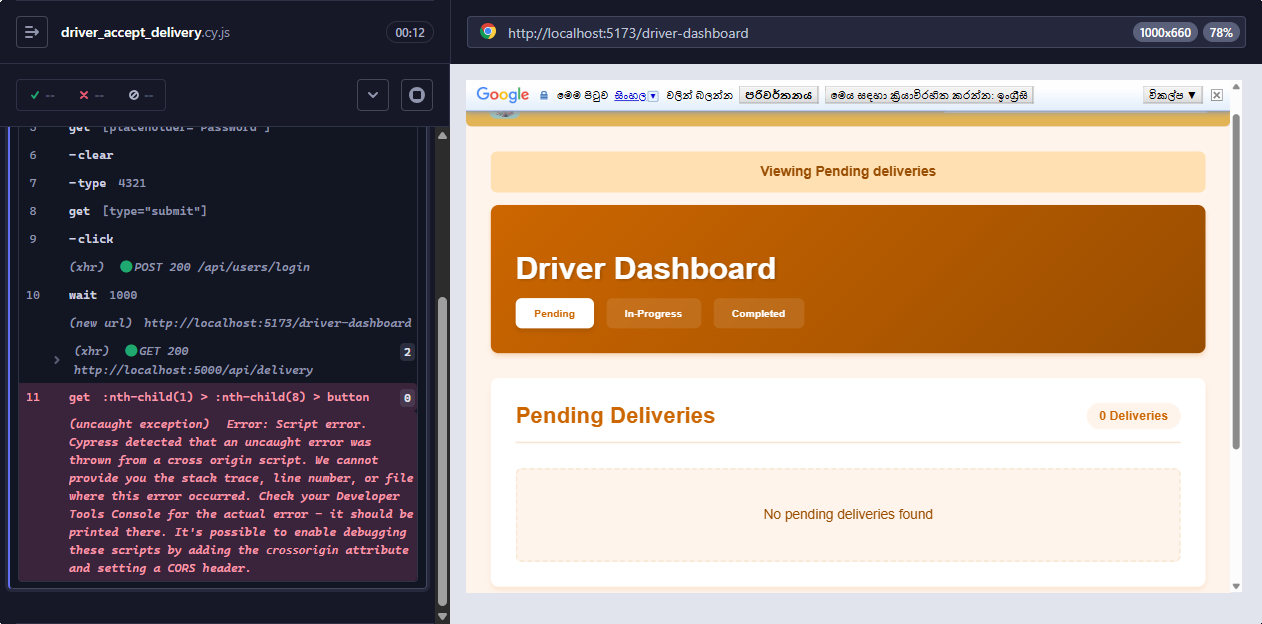 driver_accept_delivery.cy.js
00:12
http://localhost:5173/driver-dashboard
1000x660
78%
--
--
--
Google මෙම පිටුව සිංහල වලින් බලන්න පරිවර්තනය මෙය සඳහා ක්‍රියාවිරහිත කරන්න: ඉංග්‍රීසි විකල්ප ▼
5 get [placeholder="Password"]
6 -clear
7 -type 4321
8 get [type="submit"]
9 -click
(xhr) POST 200 /api/users/login
10 wait 1000
(new url) http://localhost:5173/driver-dashboard
(xhr) GET 200 2
http://localhost:5000/api/delivery
11 get :nth-child(1) > :nth-child(8) > button 0
(uncaught exception) Error: Script error.
Cypress detected that an uncaught error was
thrown from a cross origin script. We cannot
provide you the stack trace, line number, or file
where this error occurred. Check your Developer
Tools Console for the actual error - it should be
printed there. It's possible to enable debugging
these scripts by adding the crossorigin attribute
and setting a CORS header.
Viewing Pending deliveries
Driver Dashboard
Pending
In-Progress
Completed
Pending Deliveries
0 Deliveries
No pending deliveries found